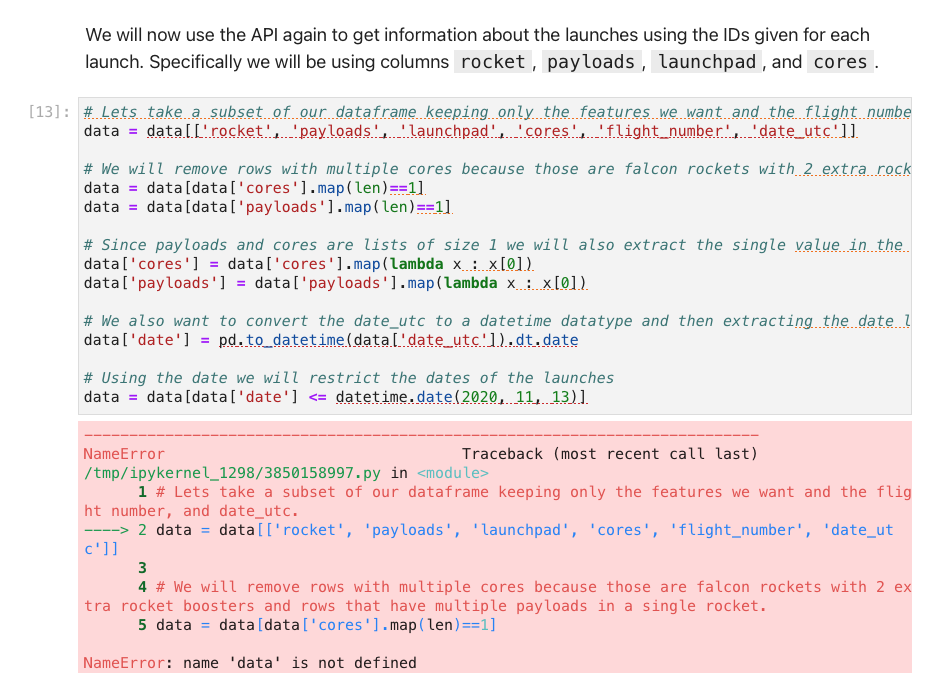 We will now use the API again to get information about the launches using the IDs given for each
launch. Specifically we will be using columns rocket , payloads , launchpad , and cores .
[13]:
# Lets take a subset of our dataframe keeping only the features we want and the flight numbe
data = data[['rocket', 'payloads', 'launchpad', 'cores', 'flight_number', 'date_utc']]
# We will remove rows with multiple cores because those are falcon rockets with 2 extra rock
data = data[data['cores'].map(len)==1]
data = data[data['payloads'].map(len)==1]
# Since payloads and cores are lists of size 1 we will also extract the single value in the
data['cores'] = data['cores'].map(lambda x : x[0])
data['payloads'] = data['payloads'].map(lambda x : x[0])
# We also want to convert the date_utc to a datetime datatype and then extracting the date l
data['date'] = pd.to_datetime(data['date_utc']).dt.date
# Using the date we will restrict the dates of the launches
data = data[data['date'] <= datetime.date(2020, 11, 13)]
---------------------------------------------------------------------------
NameError Traceback (most recent call last)
/tmp/ipykernel_1298/3850158997.py in <module>
1 # Lets take a subset of our dataframe keeping only the features we want and the flig
ht number, and date_utc.
----> 2 data = data[['rocket', 'payloads', 'launchpad', 'cores', 'flight_number', 'date_ut
c']]
3
4 # We will remove rows with multiple cores because those are falcon rockets with 2 ex
tra rocket boosters and rows that have multiple payloads in a single rocket.
5 data = data[data['cores'].map(len)==1]
NameError: name 'data' is not defined